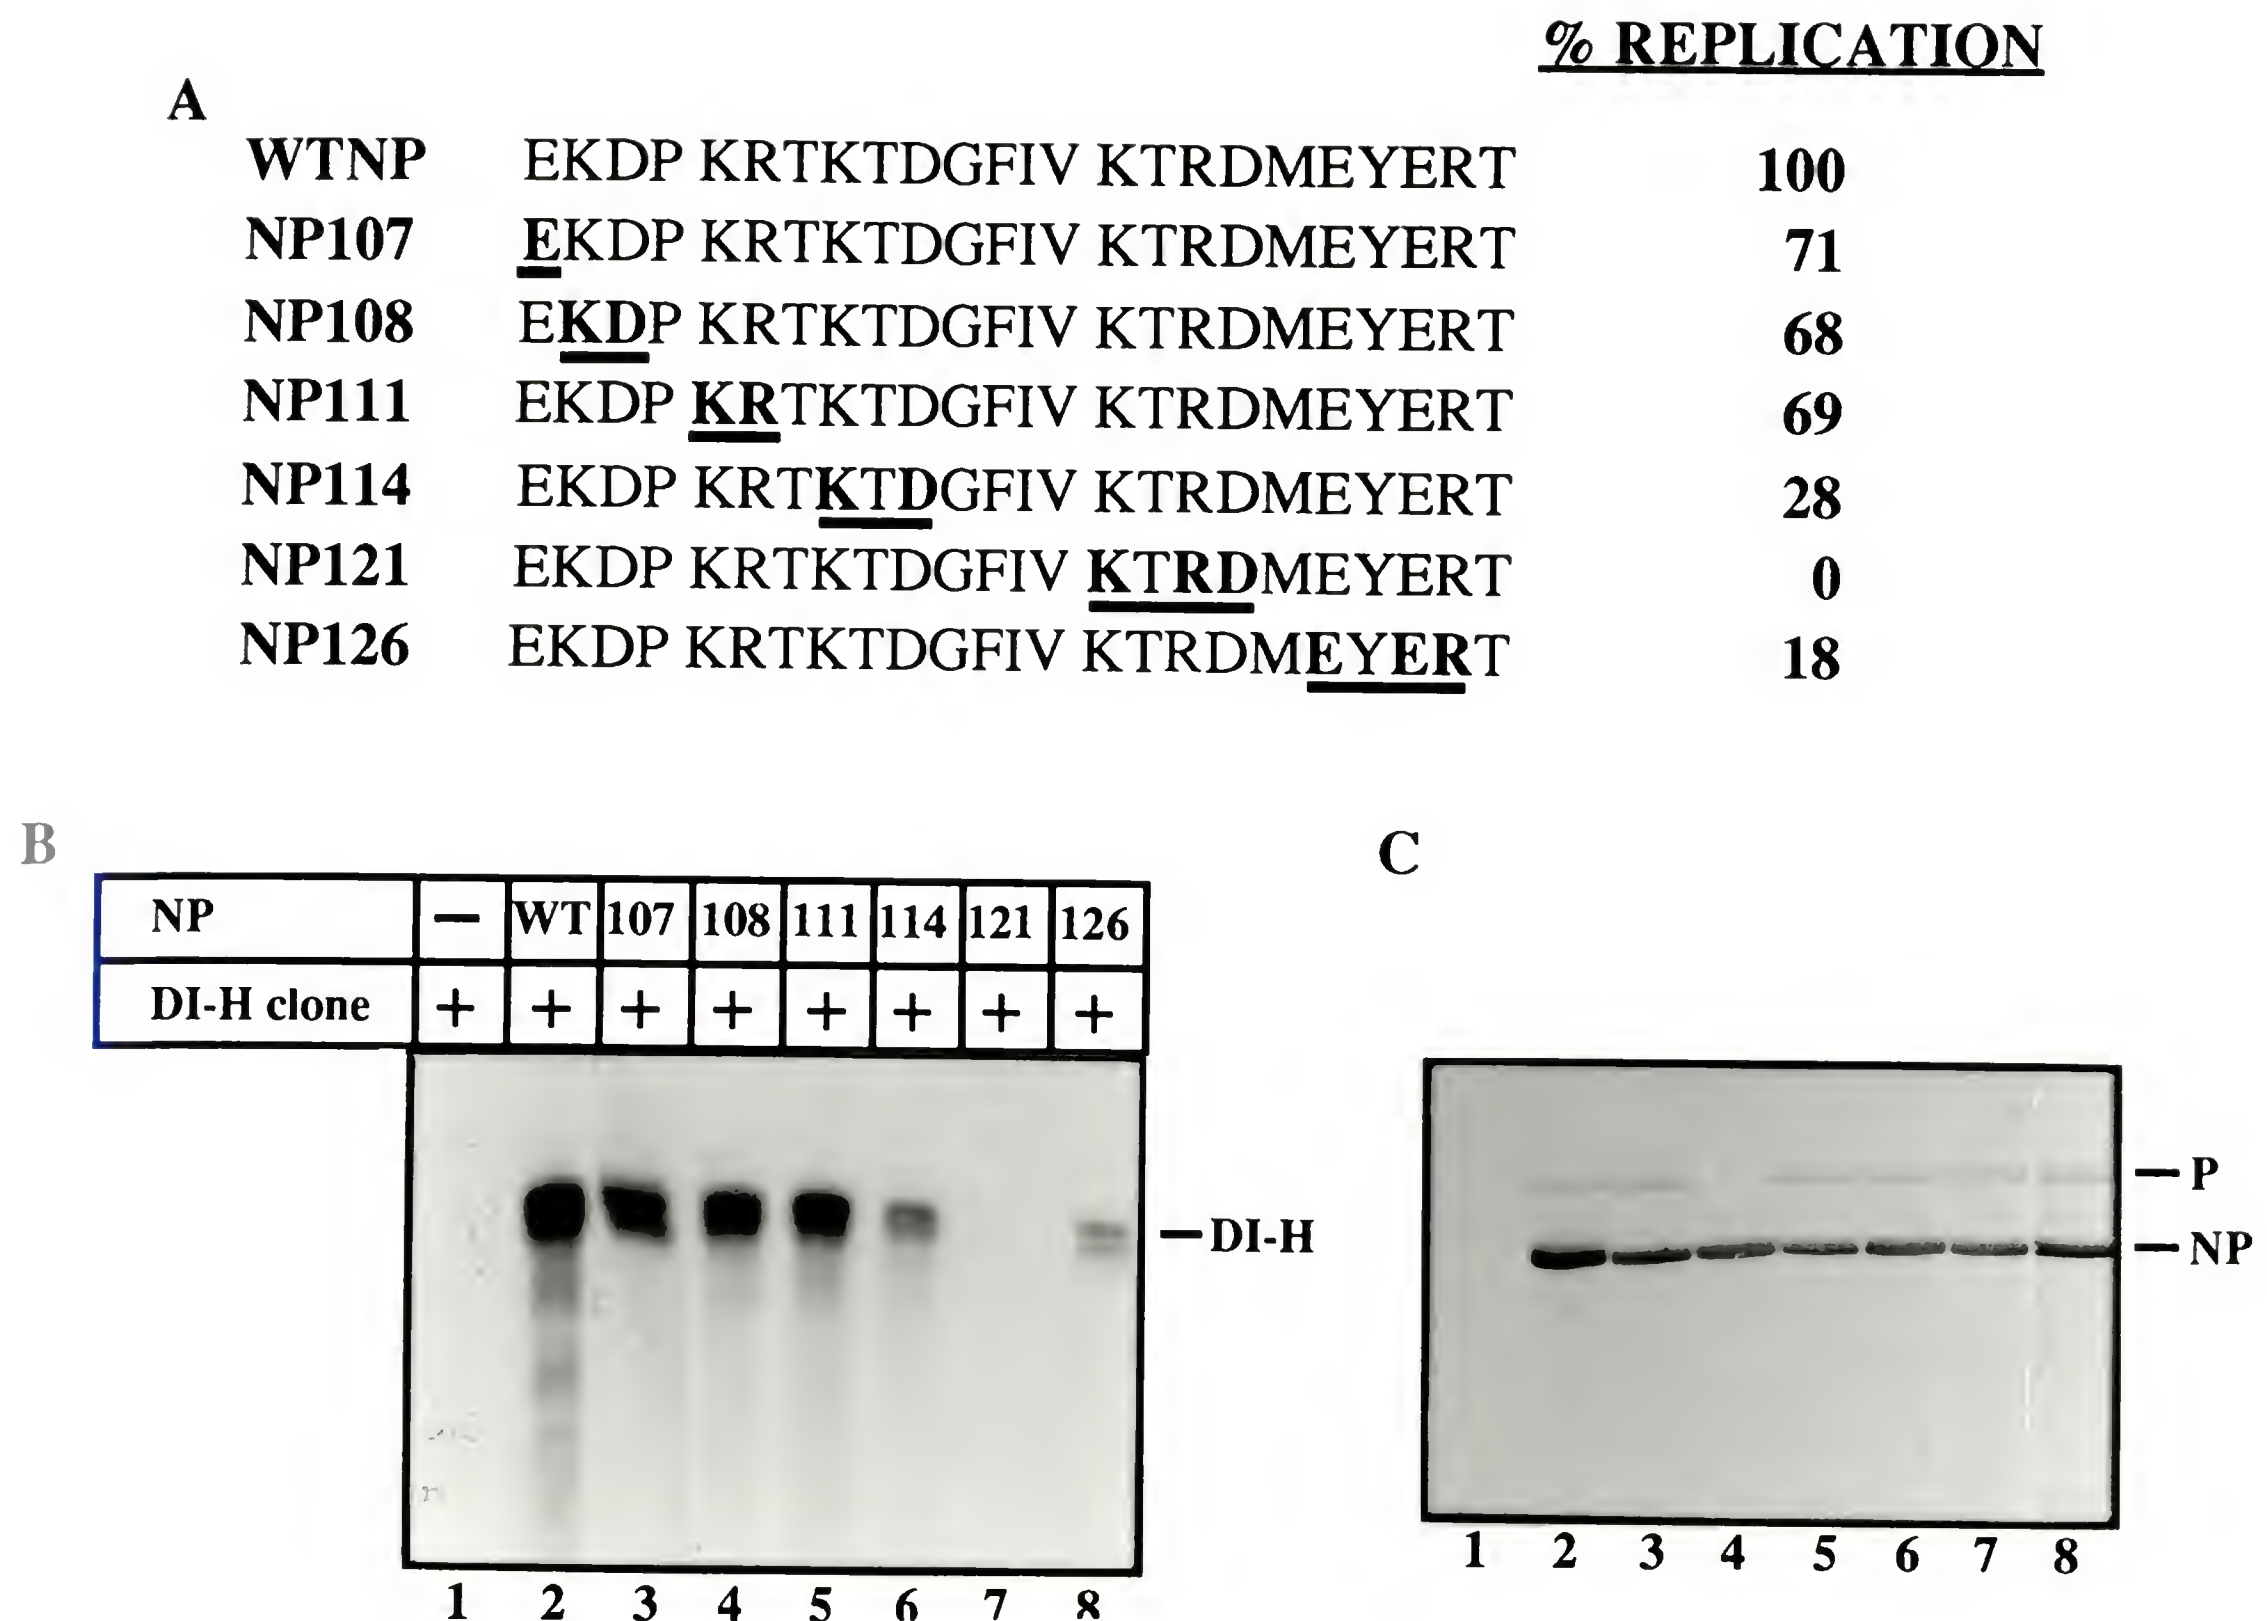 % REPLICATION
A
WTNP EKDP KRTKTDGFIV KTRDMEYERT 100
NP107 EKDP KRTKTDGFIV KTRDMEYERT 71
NP108 EKDP KRTKTDGFIV KTRDMEYERT 68
NP111 EKDP KRTKTDGFIV KTRDMEYERT 69
NP114 EKDP KRTKTDGFIV KTRDMEYERT 28
NP121 EKDP KRTKTDGFIV KTRDMEYERT 0
NP126 EKDP KRTKTDGFIV KTRDMEYERT 18
B
NP — WT 107 108 111 114 121 126
DI-H clone + + + + + + + +
—DI-H
1 2 3 4 5 6 7 8
C
— P
— NP
1 2 3 4 5 6 7 8